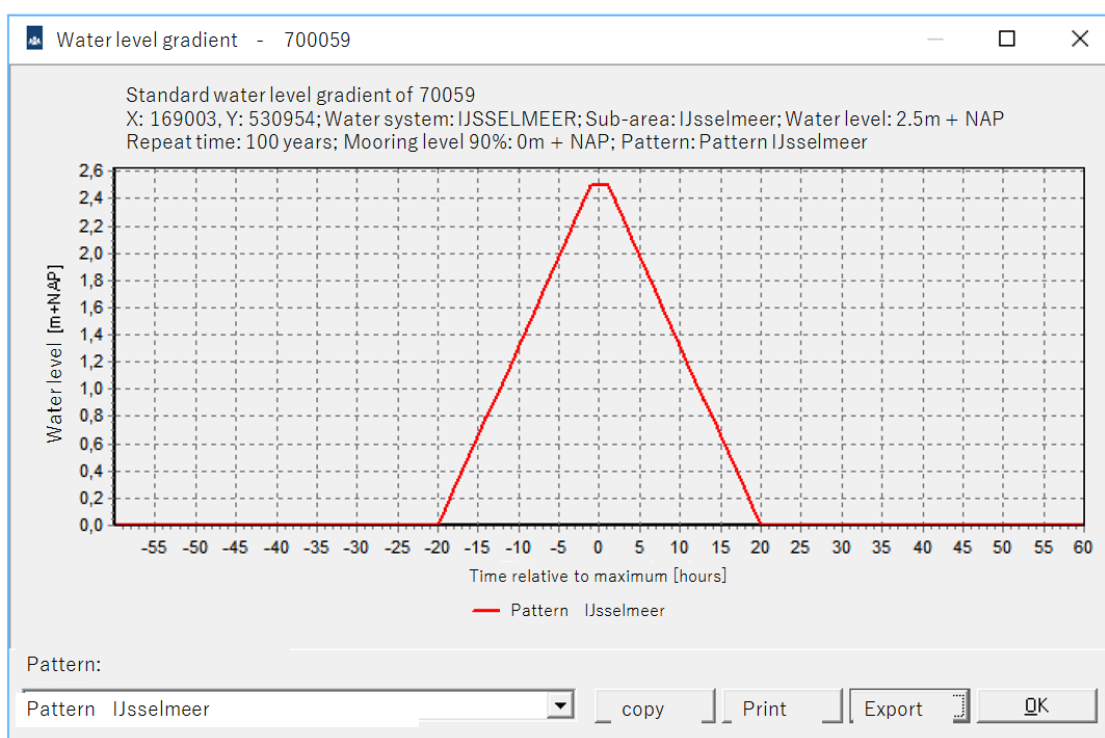 Water level gradient - 700059
Standard water level gradient of 70059
X: 169003, Y: 530954; Water system: IJSSELMEER; Sub-area: IJsselmeer; Water level: 2.5m + NAP
Repeat time: 100 years; Mooring level 90%: 0m + NAP; Pattern: Pattern IJsselmeer
2,6
2,4
2,2
2,0
1,8
1,6
1,4
1,2
1,0
0,8
0,6
0,4
0,2
0,0
Water level [m+NAP]
-55 -50 -45 -40 -35 -30 -25 -20 -15 -10 -5 0 5 10 15 20 25 30 35 40 45 50 55 60
Time relative to maximum [hours]
Pattern IJsselmeer
Pattern:
Pattern IJsselmeer
copy Print Export OK